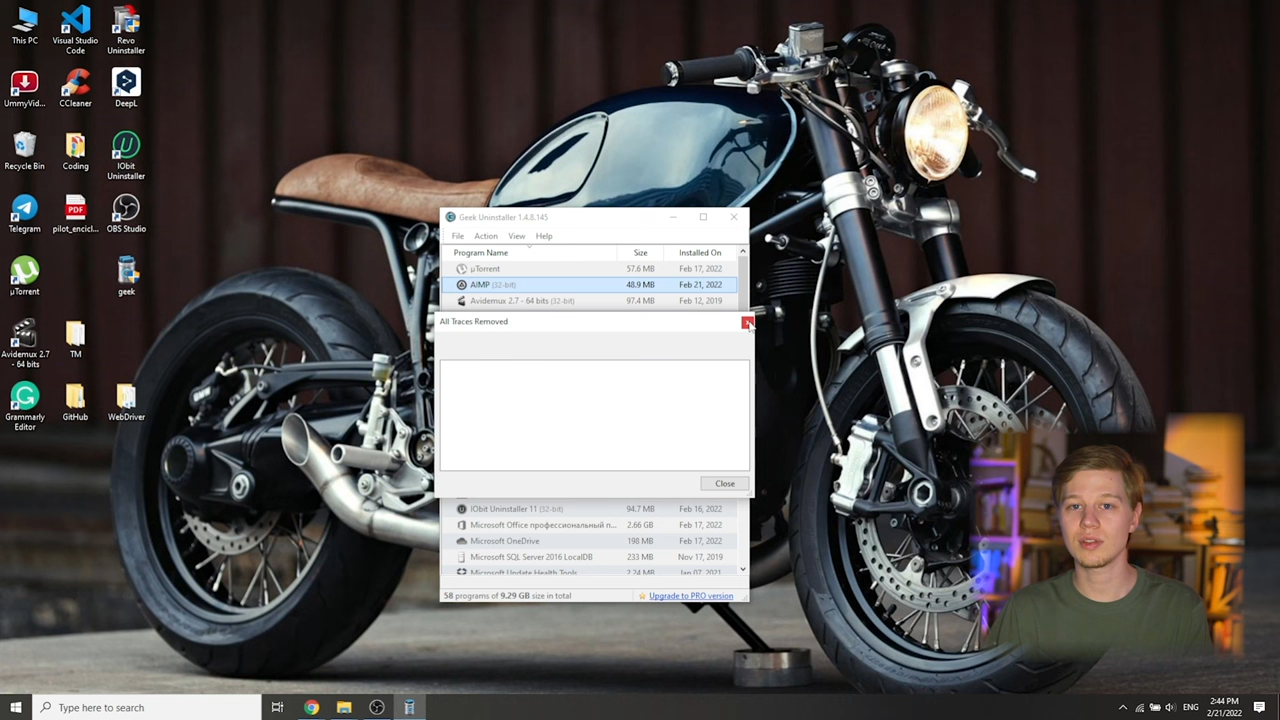 This PC
Visual Studio
Code
Revo
Uninstaller
UmmyVid...
CCleaner
DeepL
Recycle Bin
Coding
IObit
Uninstaller
Telegram
PDF
pilot_encicl...
OBS Studio
µTorrent
geek
Avidemux 2.7
- 64 bits
TM
Grammarly
Editor
GitHub
WebDriver
Geek Uninstaller 1.4.8.145
File Action View Help
Program Name Size Installed On
µTorrent 57.6 MB Feb 17, 2022
AIMP (32-bit) 48.9 MB Feb 21, 2022
Avidemux 2.7 - 64 bits (32-bit) 97.4 MB Feb 12, 2019
All Traces Removed
Close
IObit Uninstaller 11 (32-bit) 94.7 MB Feb 16, 2022
Microsoft Office профессиональный п... 2.66 GB Feb 17, 2022
Microsoft OneDrive 198 MB Feb 17, 2022
Microsoft SQL Server 2016 LocalDB 233 MB Nov 17, 2019
Microsoft Update Health Tools 2.24 MB Jan 07, 2021
58 programs of 9.29 GB size in total Upgrade to PRO version
Type here to search
ENG
2:44 PM
2/21/2022